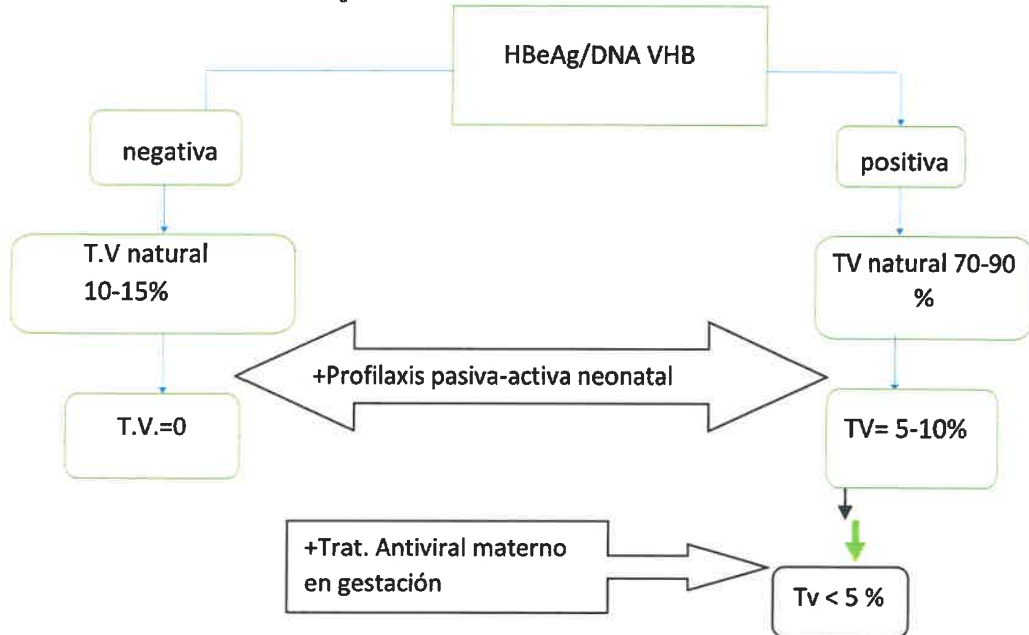 HBeAg/DNA VHB
negativa
positiva
T.V natural
10-15%
TV natural 70-90
%
+Profilaxis pasiva-activa neonatal
T.V.=0
TV= 5-10%
+Trat. Antiviral materno
en gestación
Tv < 5 %